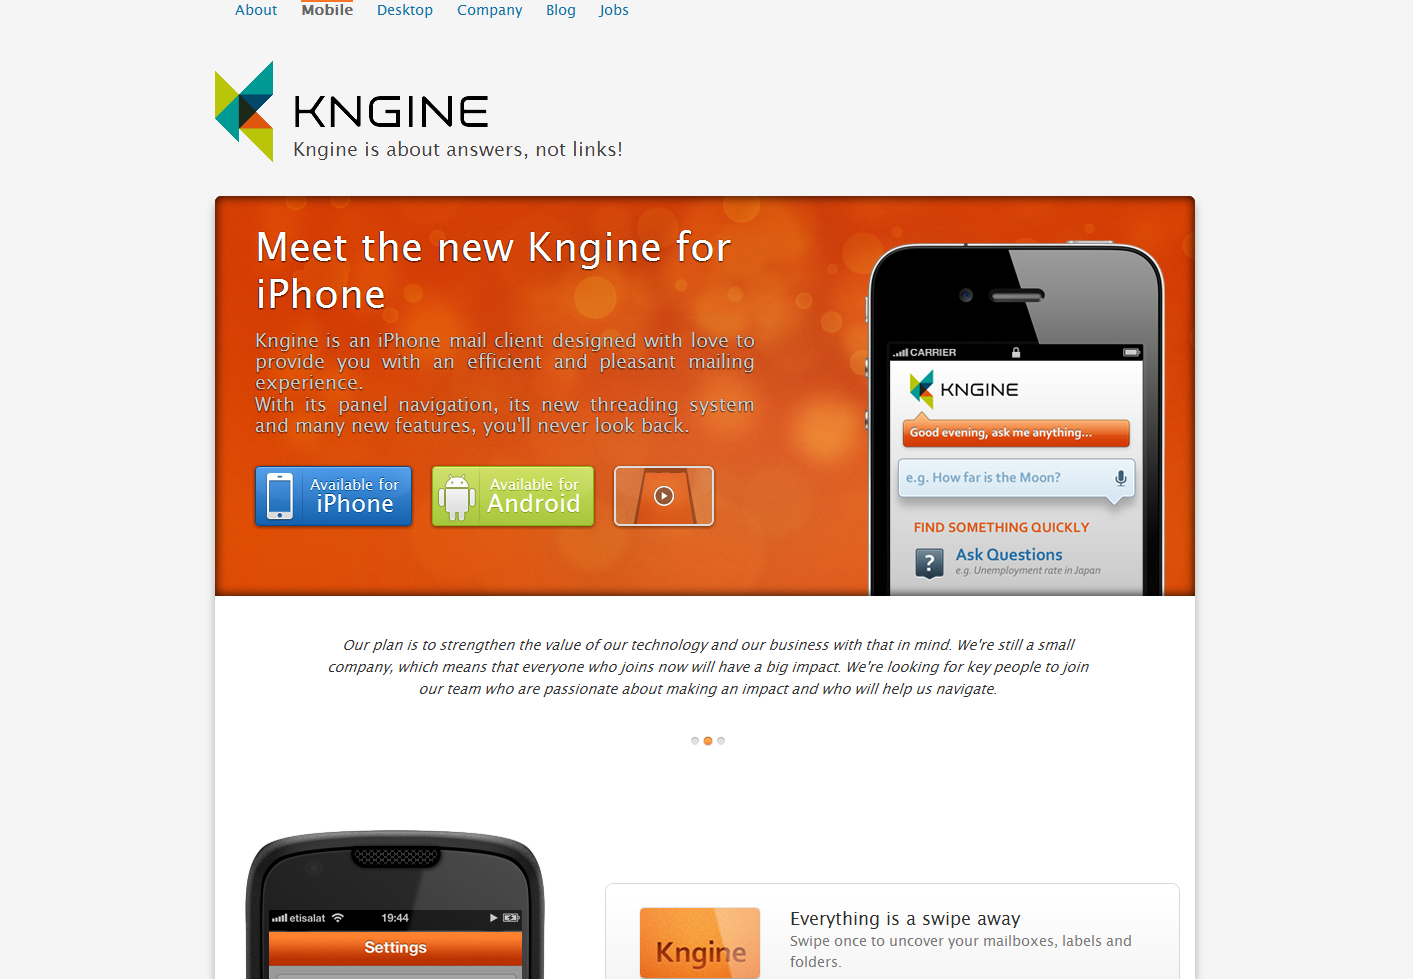 About Mobile Desktop Company Blog Jobs
KNGINE
Kngine is about answers, not links!
Meet the new Kngine for
iPhone
Kngine is an iPhone mail client designed with love to
provide you with an efficient and pleasant mailing
experience.
With its panel navigation, its new threading system
and many new features, you'll never look back.
Available for
iPhone
Available for
Android
CARRIER
KNGINE
Good evening, ask me anything...
e.g. How far is the Moon?
FIND SOMETHING QUICKLY
?
Ask Questions
e.g. Unemployment rate in Japan
Our plan is to strengthen the value of our technology and our business with that in mind. We're still a small
company, which means that everyone who joins now will have a big impact. We're looking for key people to join
our team who are passionate about making an impact and who will help us navigate.
etisalat 19:44
Settings
Kngine
Everything is a swipe away
Swipe once to uncover your mailboxes, labels and
folders.